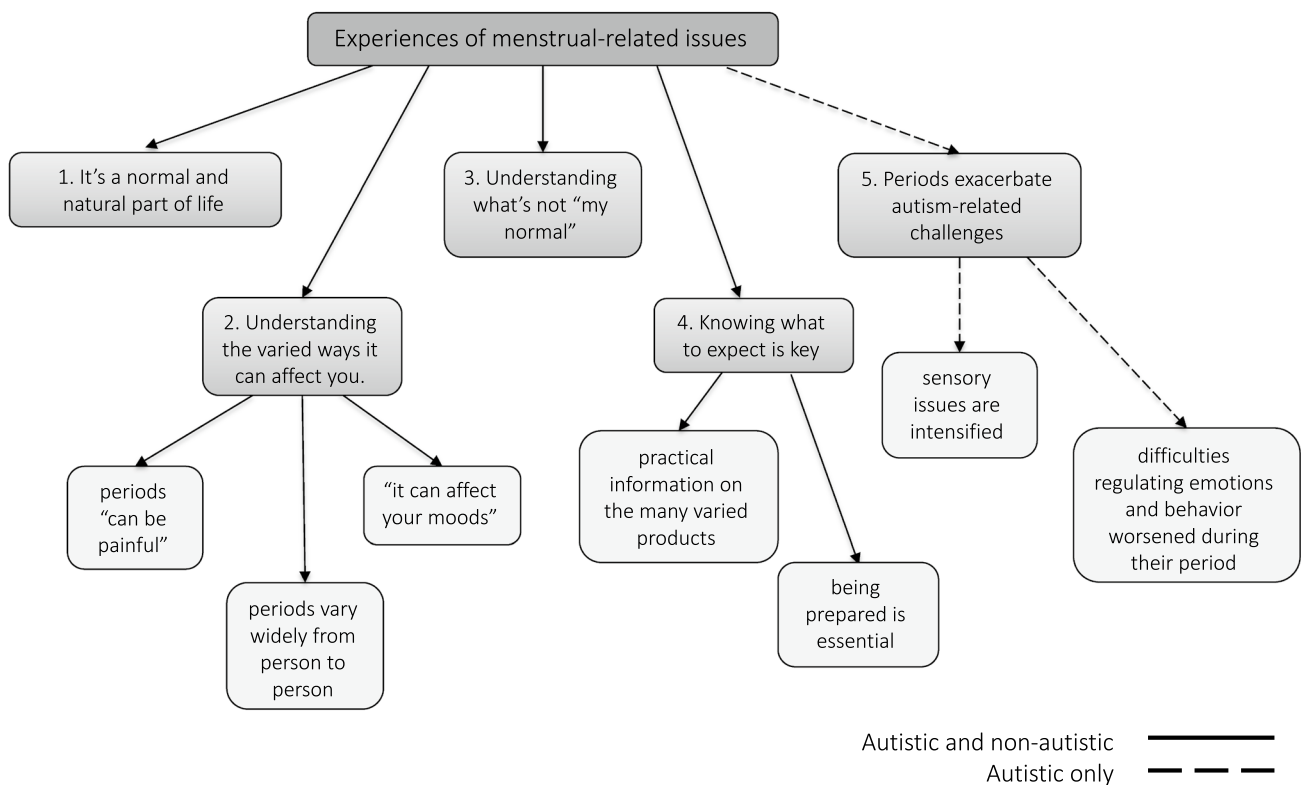 Experiences of menstrual-related issues
1. It’s a normal and
natural part of life
3. Understanding
what’s not “my
normal”
5. Periods exacerbate
autism-related
challenges
2. Understanding
the varied ways it
can affect you.
4. Knowing what
to expect is key
sensory
issues are
intensified
periods
“can be
painful”
“it can affect
your moods”
practical
information on
the many varied
products
difficulties
regulating emotions
and behavior
worsened during
their period
periods vary
widely from
person to
person
being
prepared is
essential
Autistic and non-autistic
Autistic only